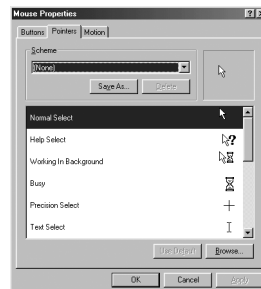 Mouse Properties
Buttons Pointers Motion
Scheme
(None)
Save As... Delete
Normal Select
Help Select
Working In Background
Busy
Precision Select
Text Select
Use Default Browse...
OK Cancel Apply